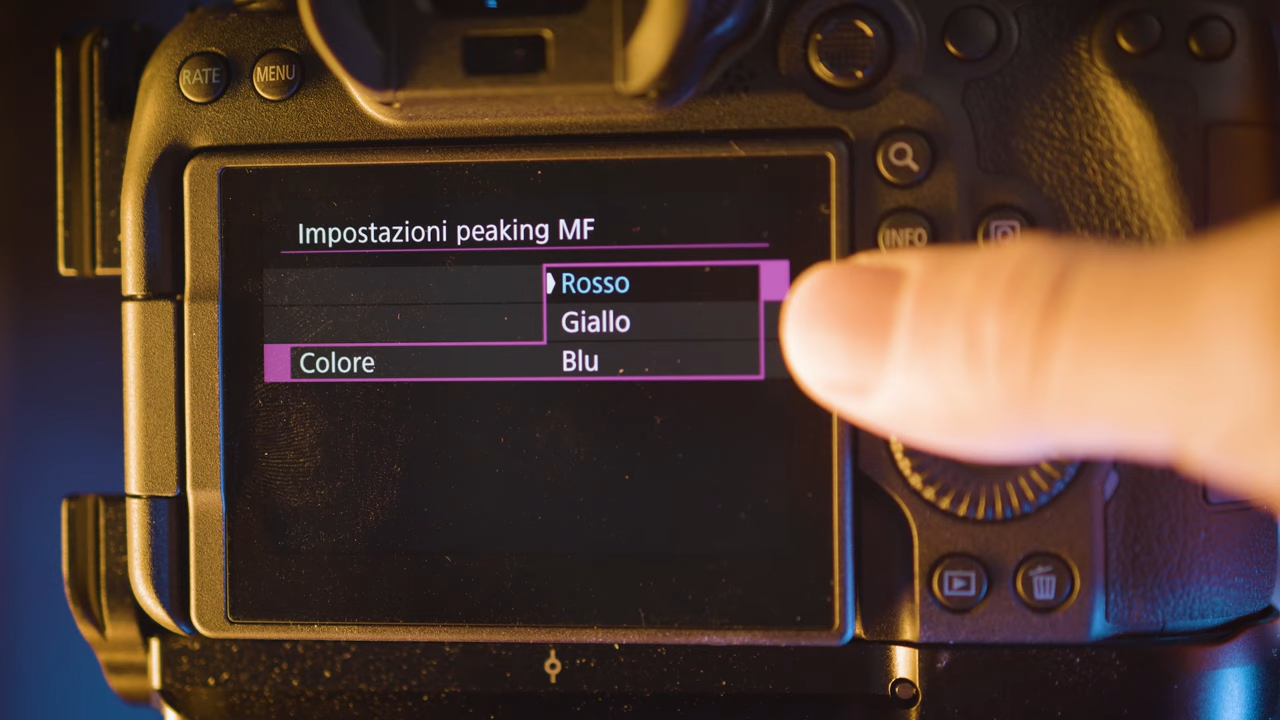 RATE
MENU
Impostazioni peaking MF
Rosso
Giallo
Colore
Blu
INFO